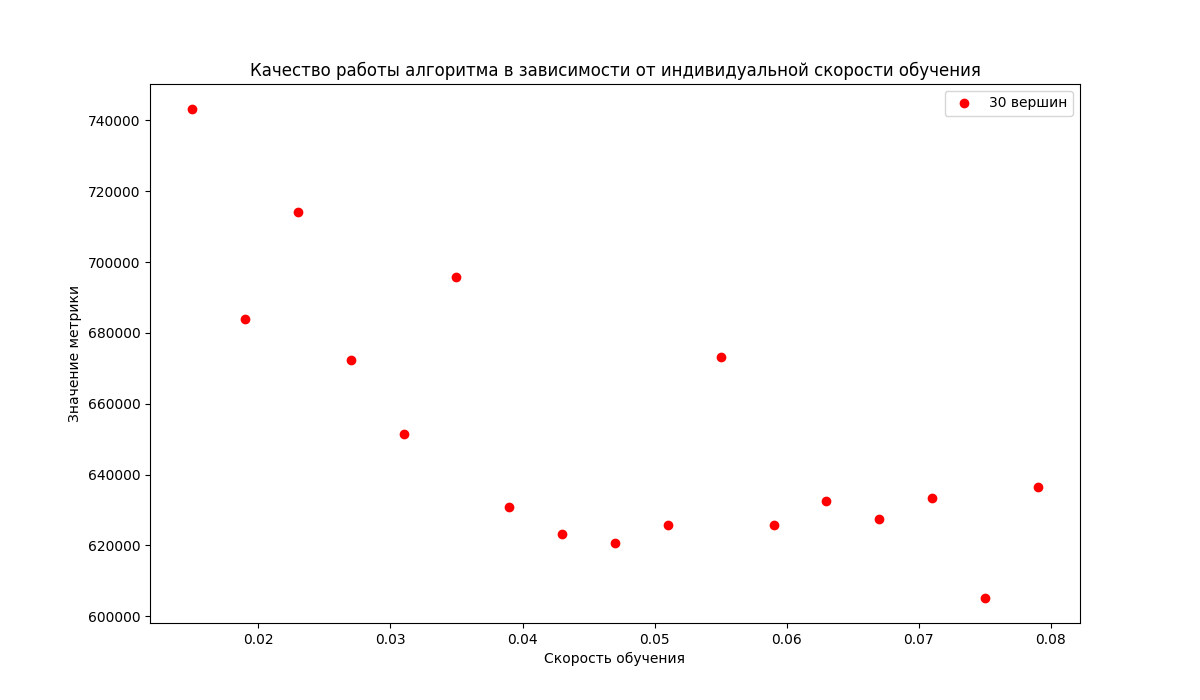 Качество работы алгоритма в зависимости от индивидуальной скорости обучения
30 вершин
740000
720000
700000
680000
660000
640000
620000
600000
Значение метрики
0.02 0.03 0.04 0.05 0.06 0.07 0.08
Скорость обучения